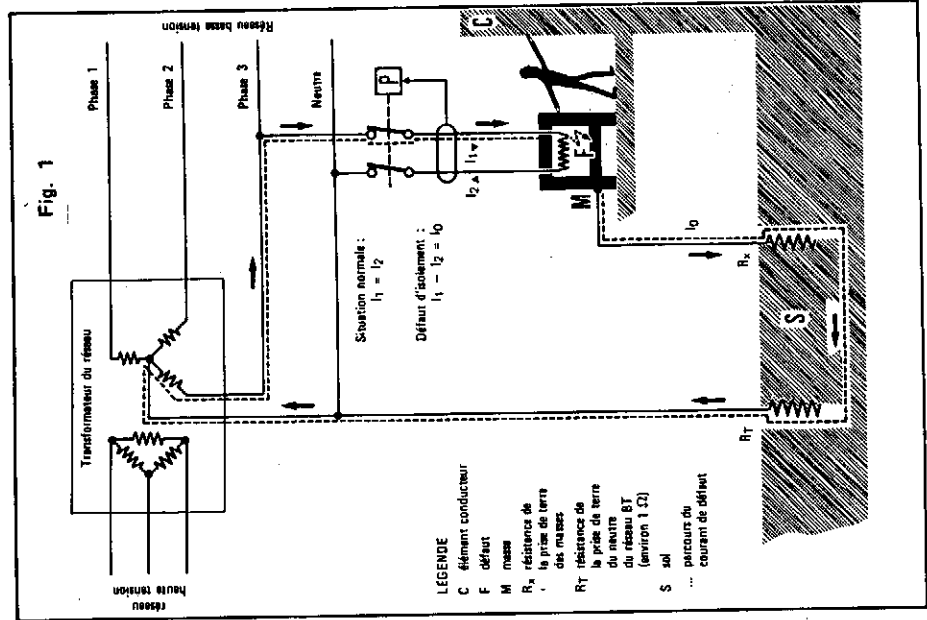 Fig. 1
réseau
haute tension
Transformateur du réseau
Réseau basse tension
Phase 1
Phase 2
Phase 3
Neutre
Situation normale :
I1 = I2
Défaut d'isolement :
I1 - I2 = I0
P
I2
I1
F
C
M
I0
Rx
RT
S
LÉGENDE
C élément conducteur
F défaut
M masse
Rx résistance de
la prise de terre
des masses
RT résistance de
la prise de terre
du neutre
du réseau BT
(environ 1 Ω)
S sol
... parcours du
courant de défaut